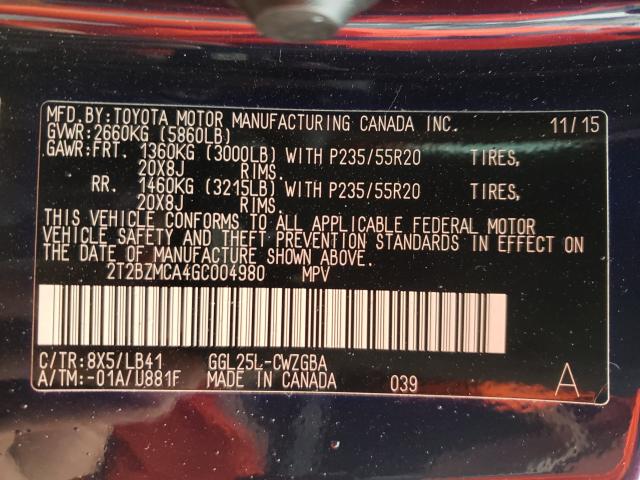 MFD.BY:TOYOTA MOTOR MANUFACTURING CANADA INC. 11/15
GVWR:2660KG (5860LB)
GAWR:FRT. 1360KG (3000LB) WITH P235/55R20 TIRES,
20X8J RIMS.
RR. 1460KG (3215LB) WITH P235/55R20 TIRES,
20X8J RIMS.
THIS VEHICLE CONFORMS TO ALL APPLICABLE FEDERAL MOTOR
VEHICLE SAFETY AND THEFT PREVENTION STANDARDS IN EFFECT ON
THE DATE OF MANUFACTURE SHOWN ABOVE.
2T2BZMCA4GC004980 MPV
C/TR:8X5/LB41 GGL25L-CWZGBA
A/TM:-01A/U881F MADE IN CANADA 039 A